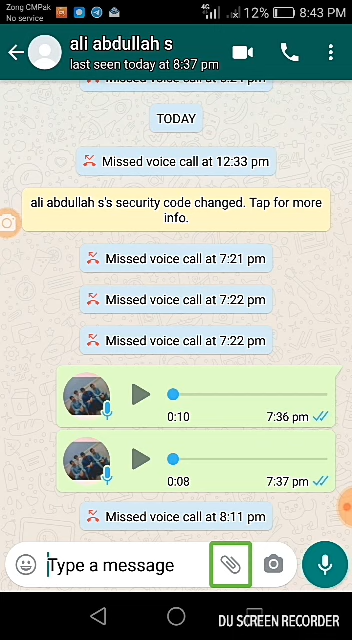 Zong CMPak
No service
4G
12%
8:43 PM
ali abdullah s
last seen today at 8:37 pm
TODAY
Missed voice call at 12:33 pm
ali abdullah s's security code changed. Tap for more
info.
Missed voice call at 7:21 pm
Missed voice call at 7:22 pm
Missed voice call at 7:22 pm
0:10
7:36 pm
0:08
7:37 pm
Missed voice call at 8:11 pm
Type a message
DU SCREEN RECORDER